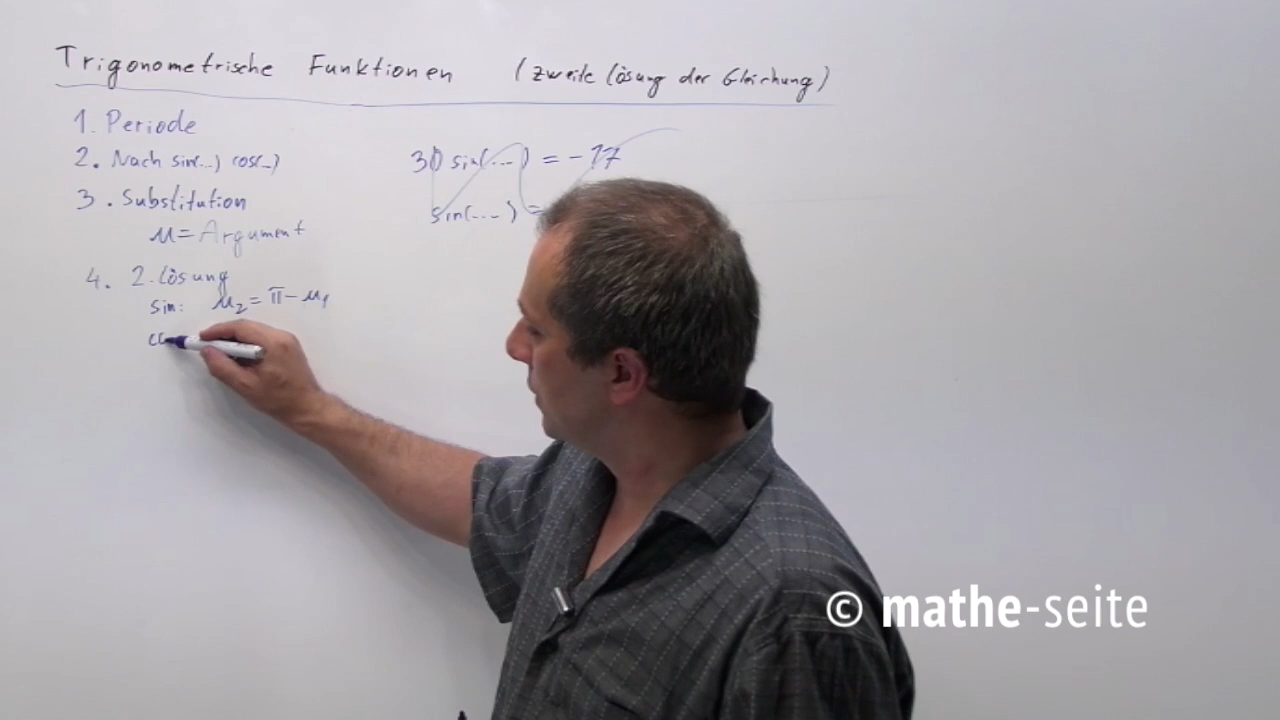 Trigonometrische Funktionen (zweite Lösung der Gleichung)
1. Periode
2. Nach sin(...) cos(...)
3. Substitution
u = Argument
4. 2. Lösung
sin: u₂ = π - u₁
co
30 sin(...) = -17
sin(...) =
© mathe-seite